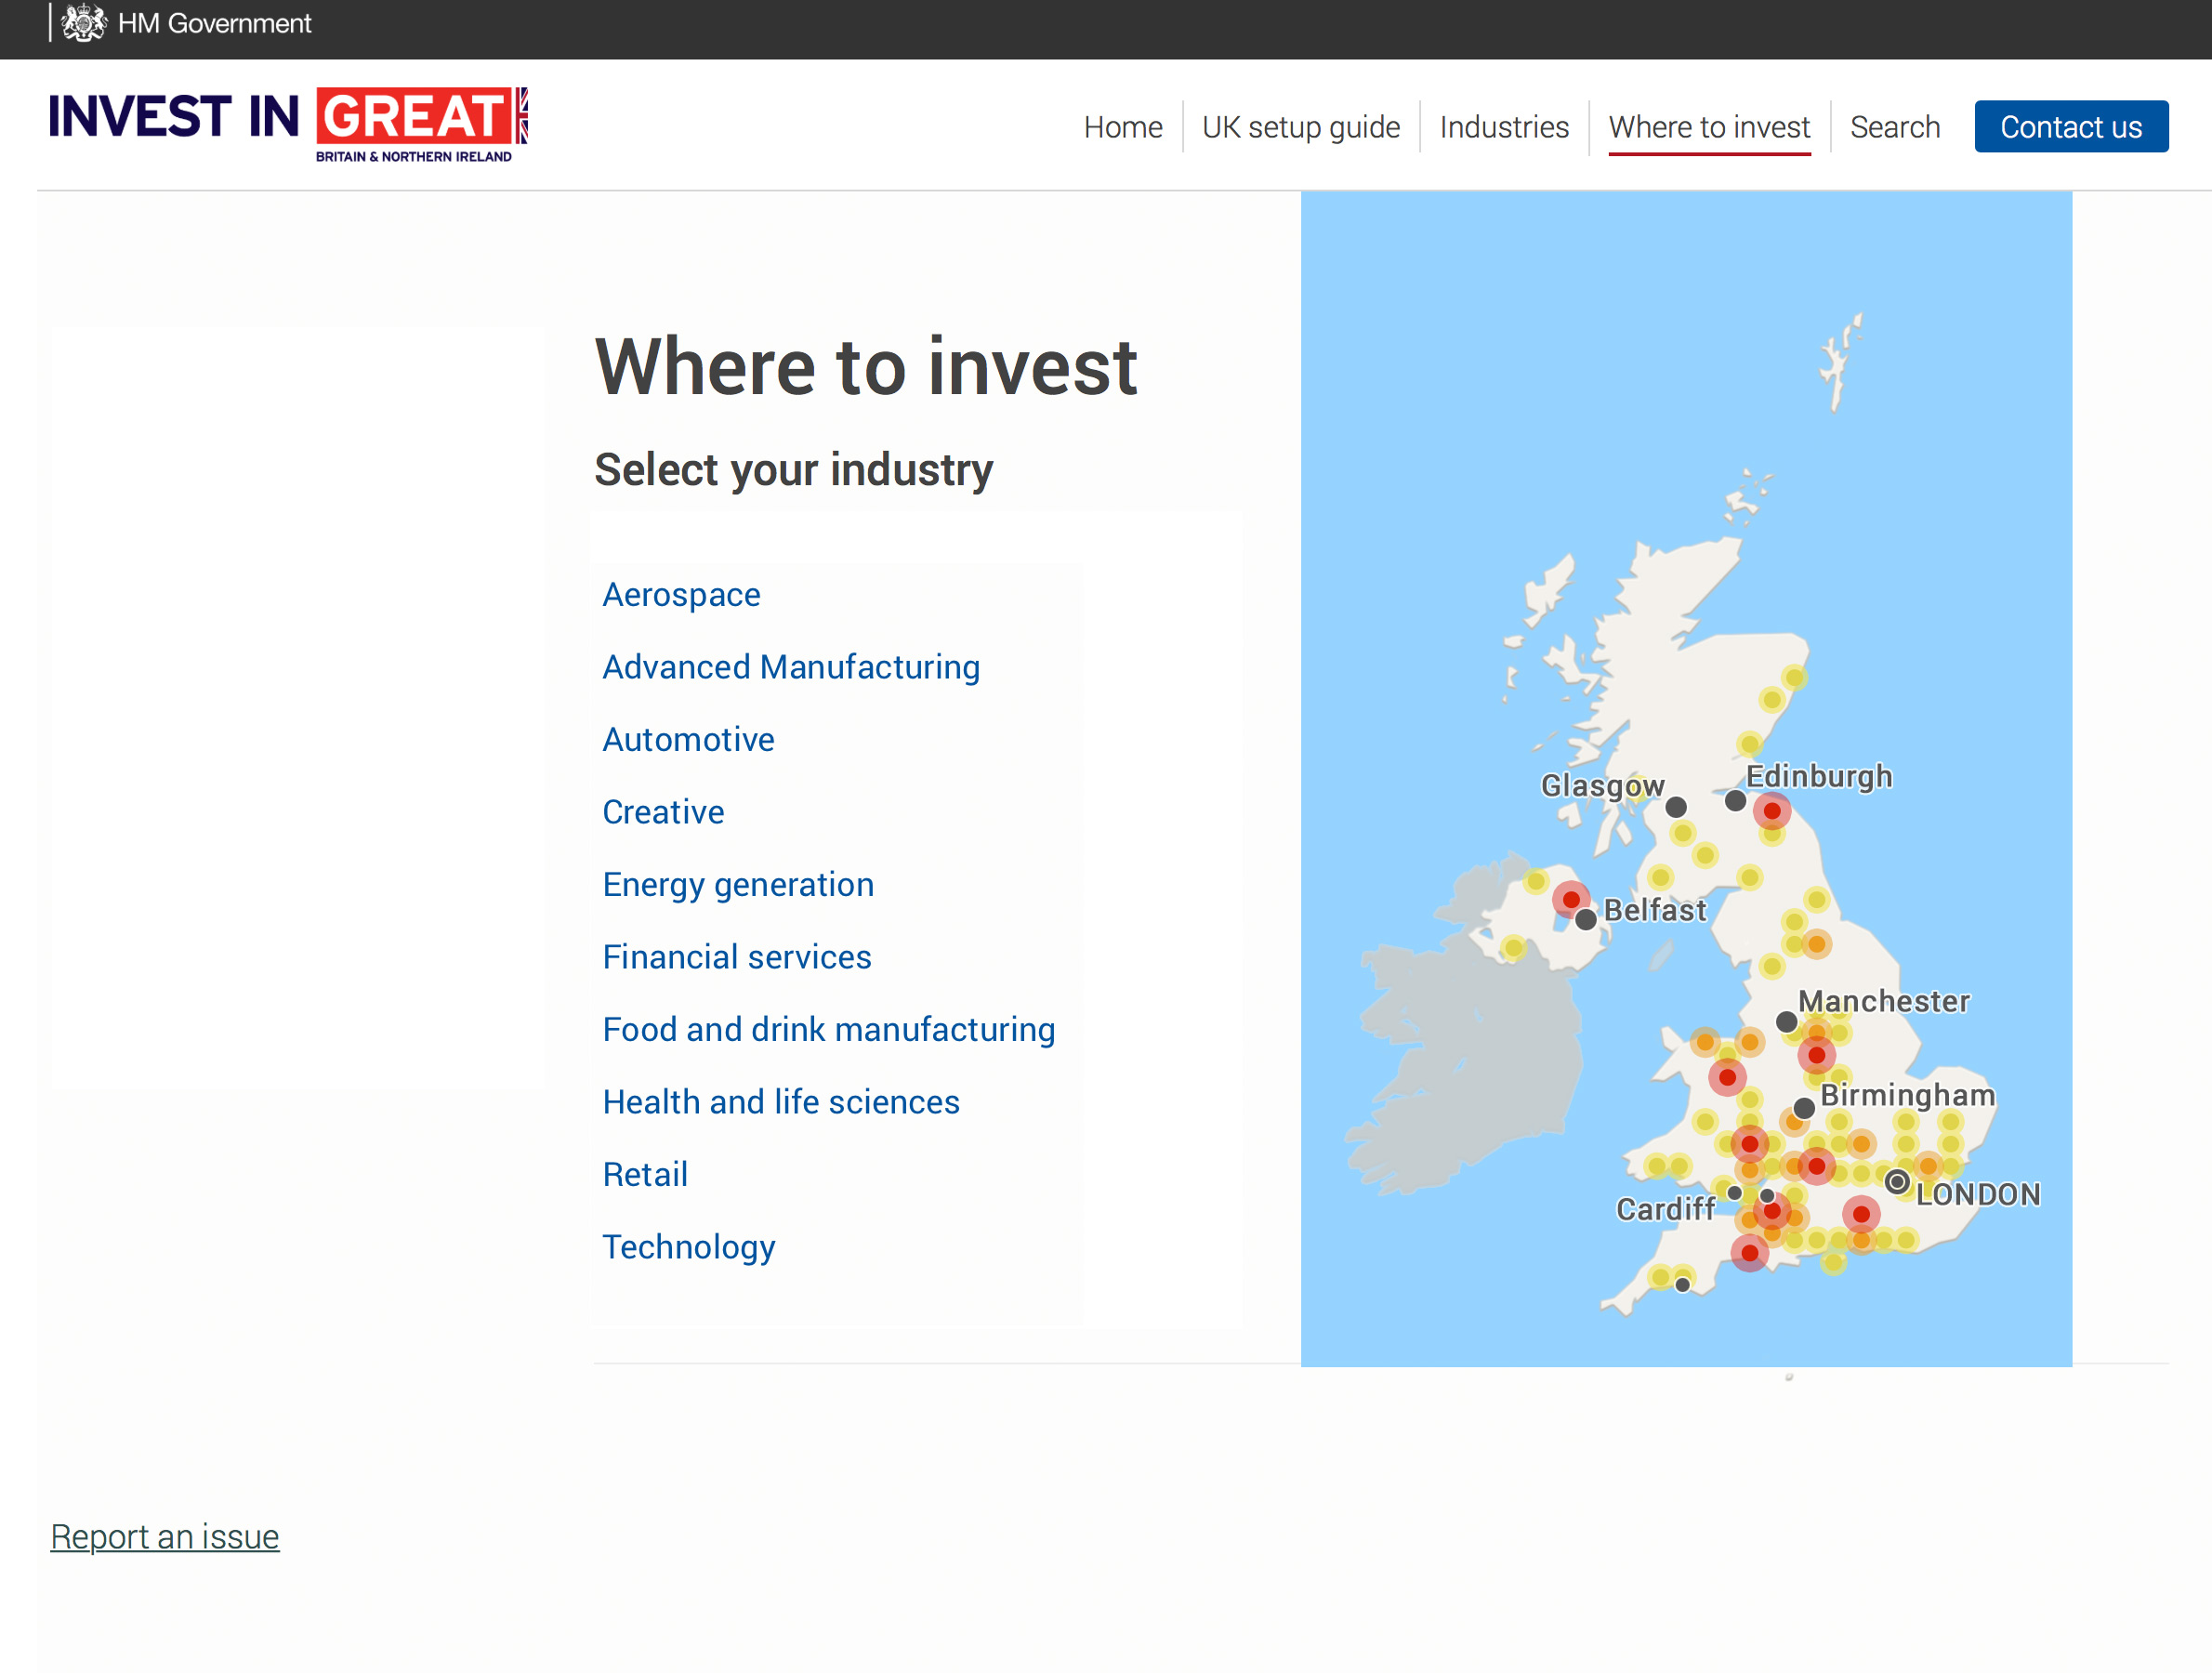 HM Government
INVEST IN GREAT
BRITAIN & NORTHERN IRELAND
Home
UK setup guide
Industries
Where to invest
Search
Contact us
Where to invest
Select your industry
Aerospace
Advanced Manufacturing
Automotive
Creative
Energy generation
Financial services
Food and drink manufacturing
Health and life sciences
Retail
Technology
Glasgow
Edinburgh
Belfast
Manchester
Birmingham
Cardiff
LONDON
Report an issue